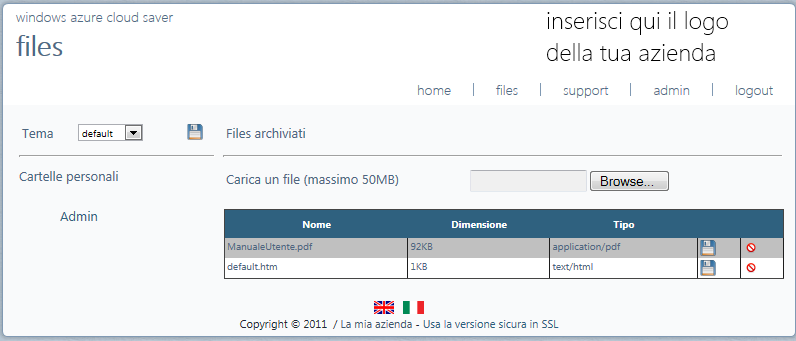 windows azure cloud saver
files
inserisci qui il logo
della tua azienda
home | files | support | admin | logout
Tema default
Files archiviati
Cartelle personali
Admin
Carica un file (massimo 50MB) Browse...
Nome Dimensione Tipo
ManualeUtente.pdf 92KB application/pdf
default.htm 1KB text/html
Copyright © 2011 / La mia azienda - Usa la versione sicura in SSL